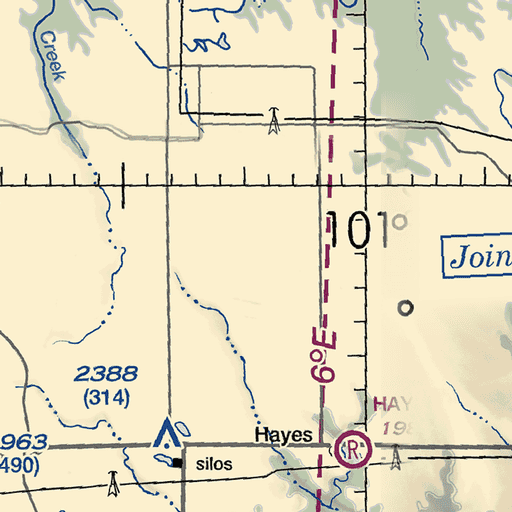 Creek
101°
Join
6°E
2388
(314)
HAY
19
963
490)
Hayes
R
silos